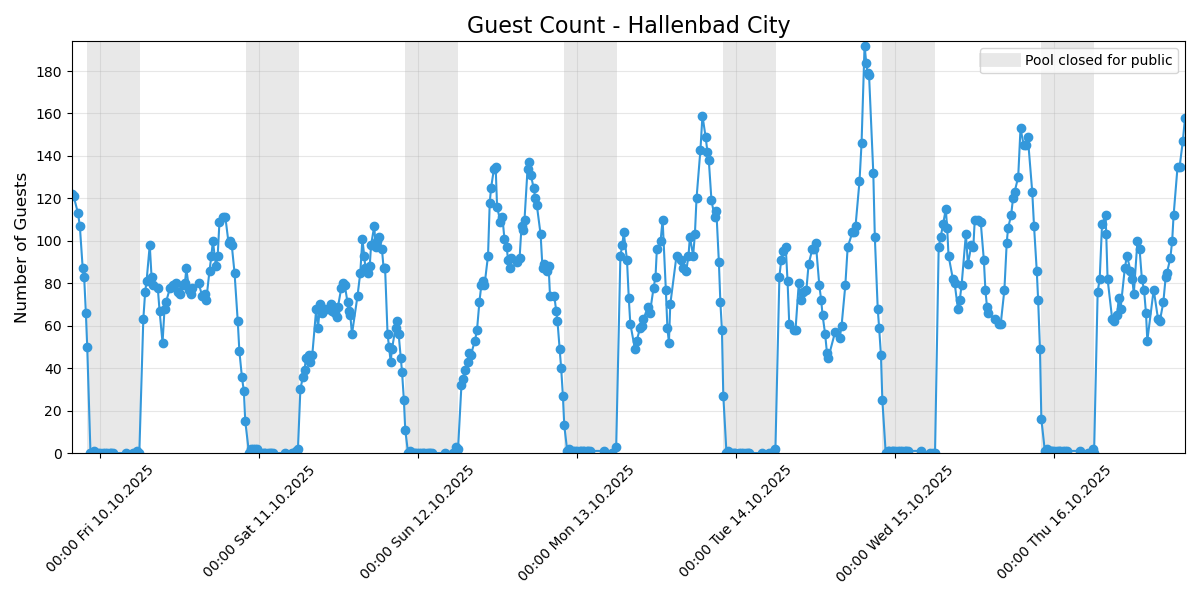 Guest Count - Hallenbad City
Pool closed for public
Number of Guests
180
160
140
120
100
80
60
40
20
0
00:00 Fri 10.10.2025
00:00 Sat 11.10.2025
00:00 Sun 12.10.2025
00:00 Mon 13.10.2025
00:00 Tue 14.10.2025
00:00 Wed 15.10.2025
00:00 Thu 16.10.2025